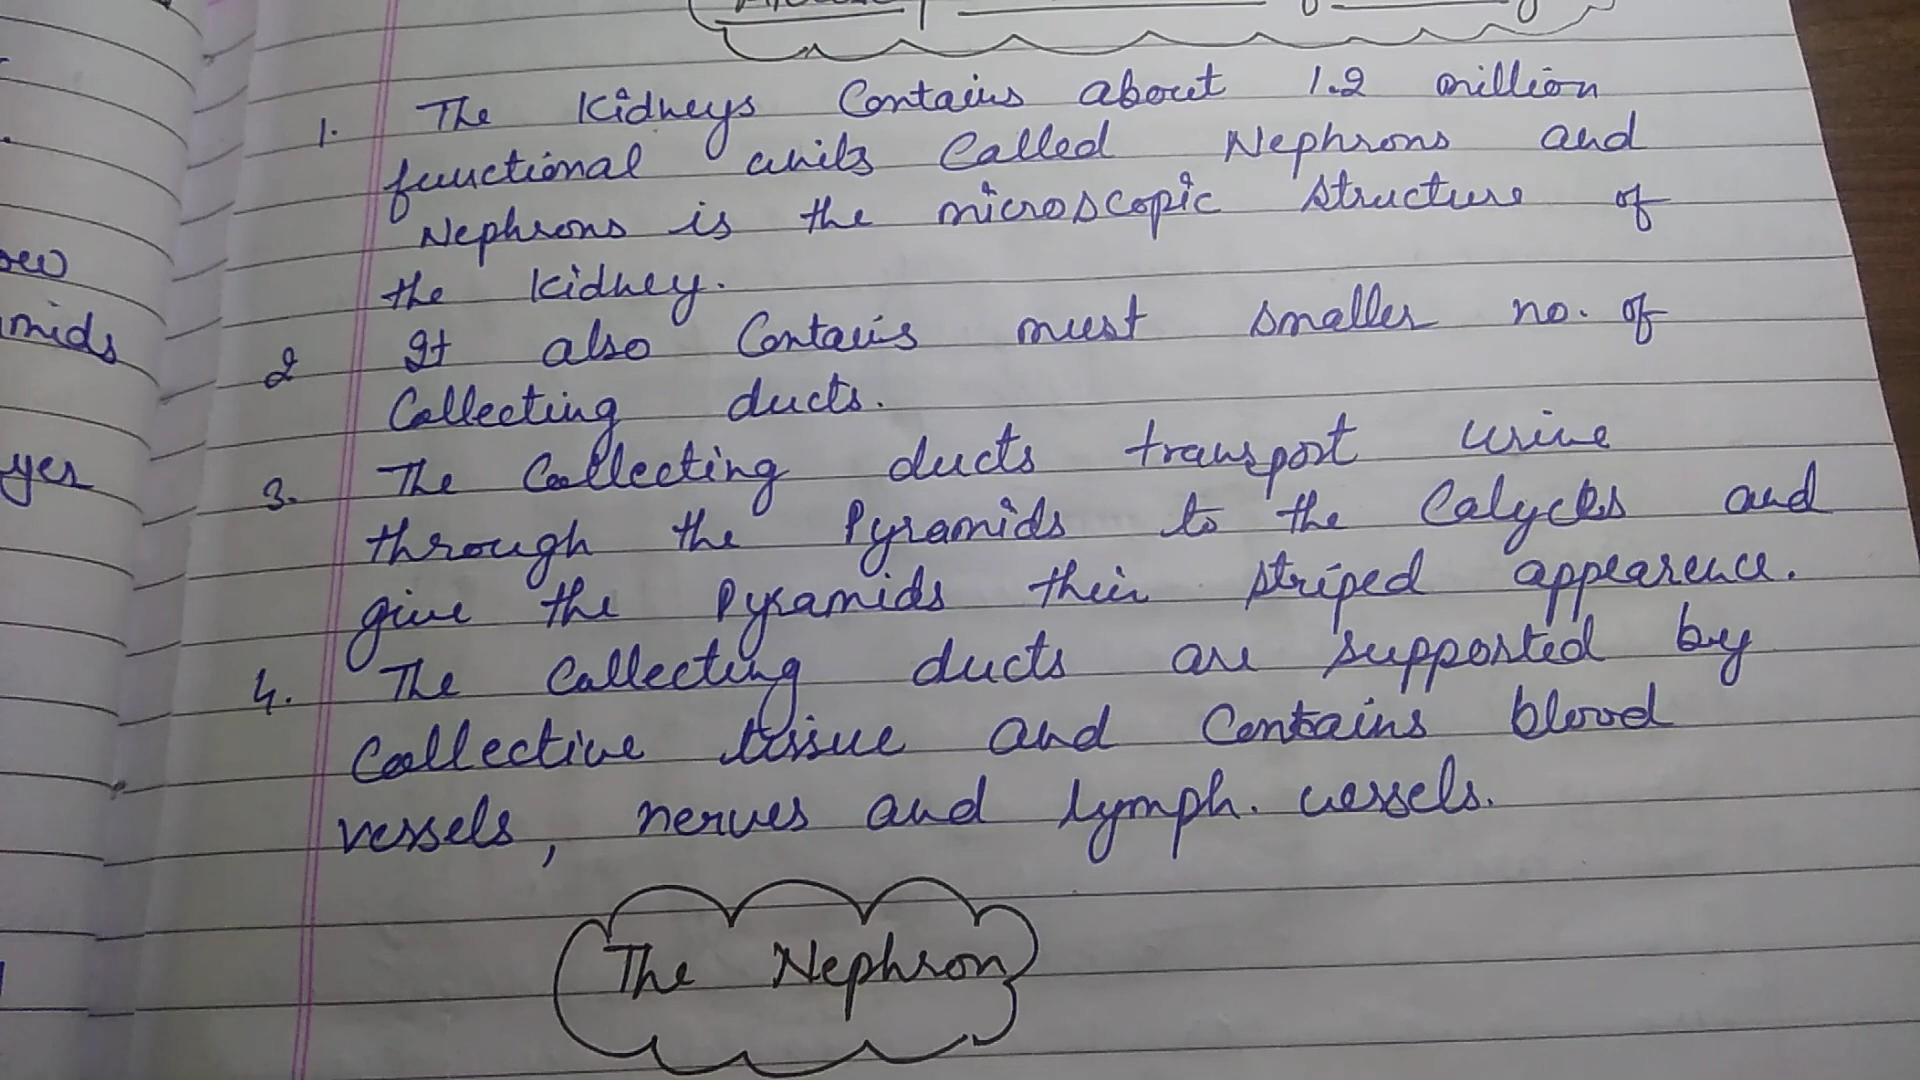 1. The Kidneys Contains about 1.2 million
functional units Called Nephrons and
Nephrons is the microscopic structure of
the kidney.
2 It also Contains must smaller no. of
Collecting ducts.
3. The Collecting ducts transport urine
through the Pyramids to the Calyces and
give the Pyramids their striped appearence.
4. The Collecting ducts are supported by
Collective tissue and Contains blood
vessels, nerves and lymph. vessels.
The Nephron
mids
yer